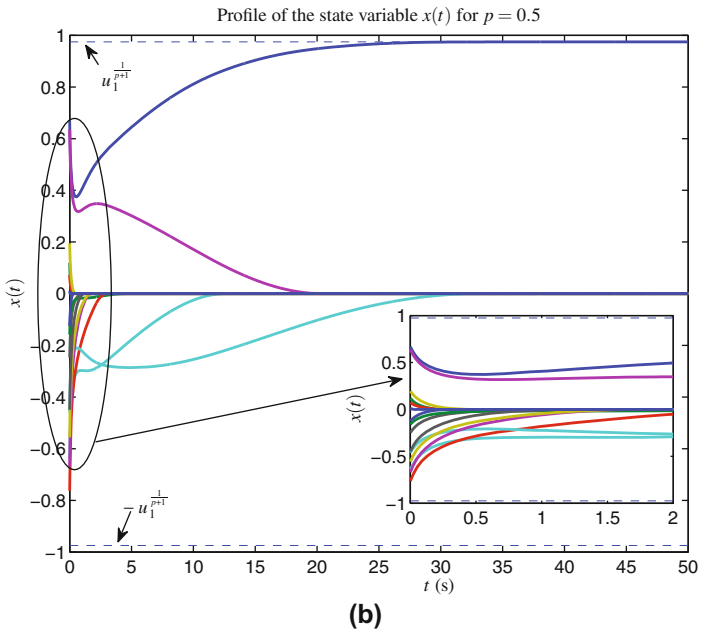 Profile of the state variable x(t) for p = 0.5
1
0.8
0.6
0.4
0.2
0
−0.2
−0.4
−0.6
−0.8
−1
x(t)
u_1^{\frac{1}{p+1}}
− u_1^{\frac{1}{p+1}}
1
0.5
0
−0.5
−1
x(t)
0 0.5 1 1.5 2
0 5 10 15 20 25 30 35 40 45 50
t (s)
(b)